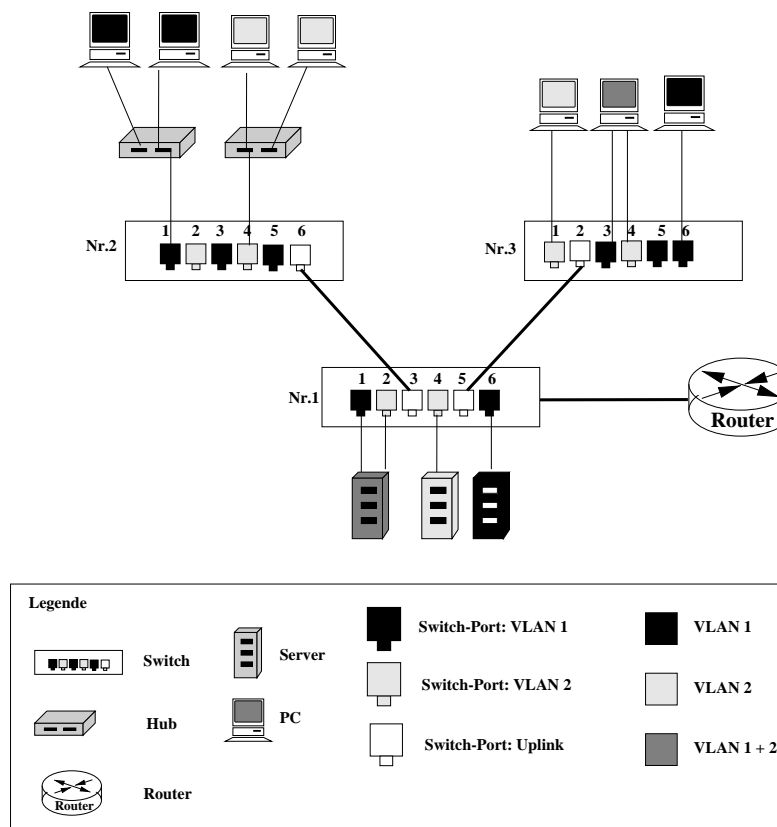 1 2 3 4 5 6
Nr.2
1 2 3 4 5 6
Nr.3
1 2 3 4 5 6
Nr.1
Router
Legende
Switch
Server
Switch-Port: VLAN 1
VLAN 1
Hub
PC
Switch-Port: VLAN 2
VLAN 2
Router
Router
Switch-Port: Uplink
VLAN 1 + 2